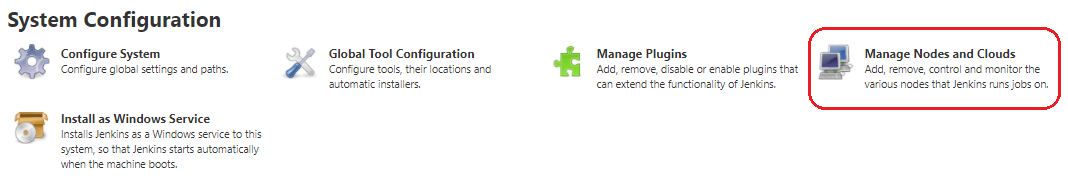 System Configuration
Configure System
Configure global settings and paths.
Global Tool Configuration
Configure tools, their locations and
automatic installers.
Manage Plugins
Add, remove, disable or enable plugins that
can extend the functionality of Jenkins.
Manage Nodes and Clouds
Add, remove, control and monitor the
various nodes that Jenkins runs jobs on.
Install as Windows Service
Installs Jenkins as a Windows service to this
system, so that Jenkins starts automatically
when the machine boots.